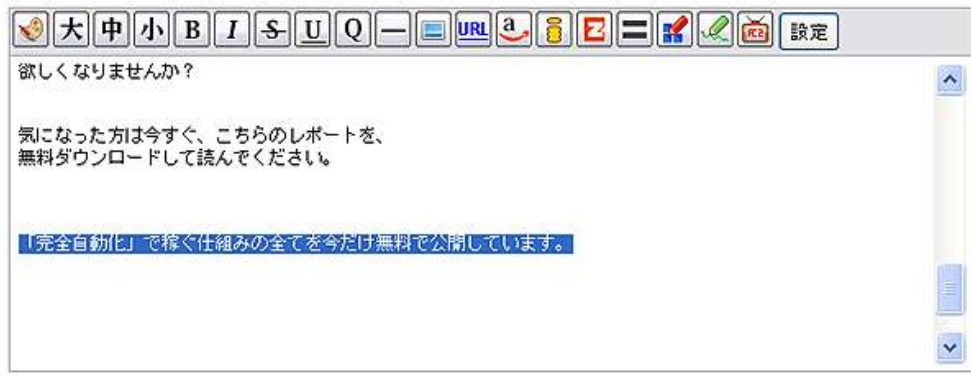 大 中 小 B I S U Q URL a 設定
欲しくなりませんか？
気になった方は今すぐ、こちらのレポートを、
無料ダウンロードして読んでください。
「完全自動化」で稼ぐ仕組みの全てを今だけ無料で公開しています。